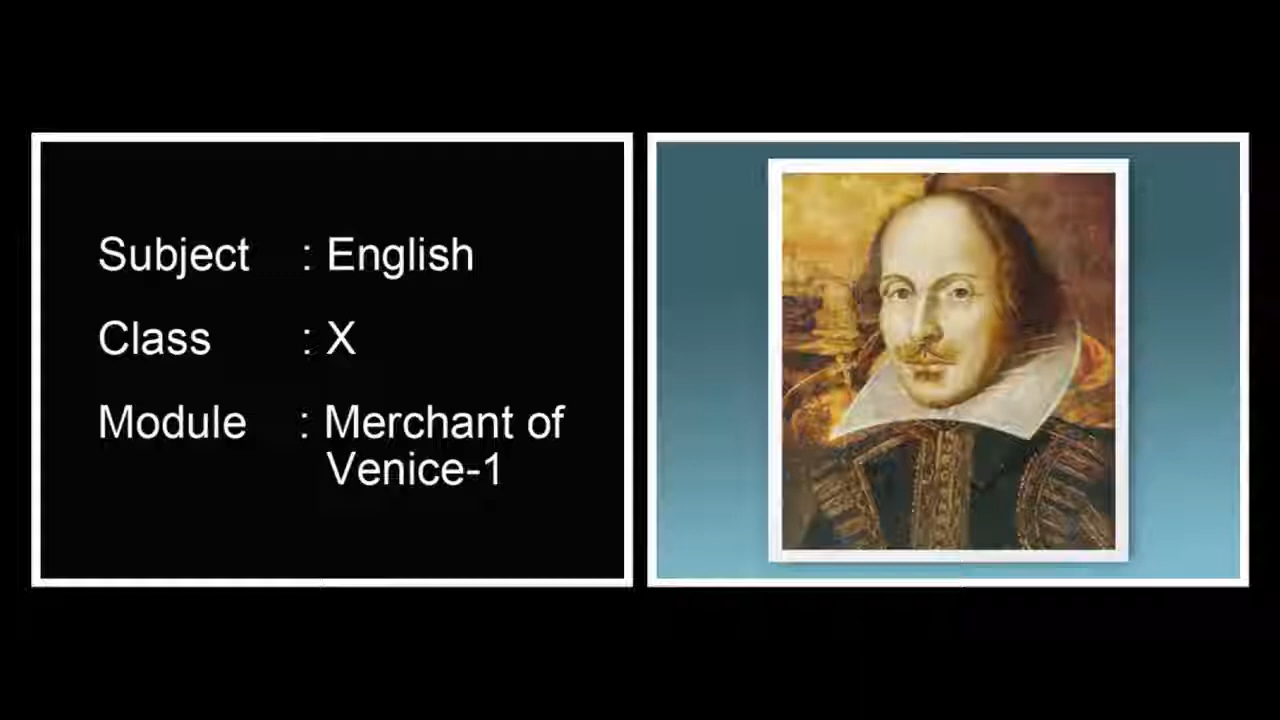 Subject : English
Class : X
Module : Merchant of
Venice-1